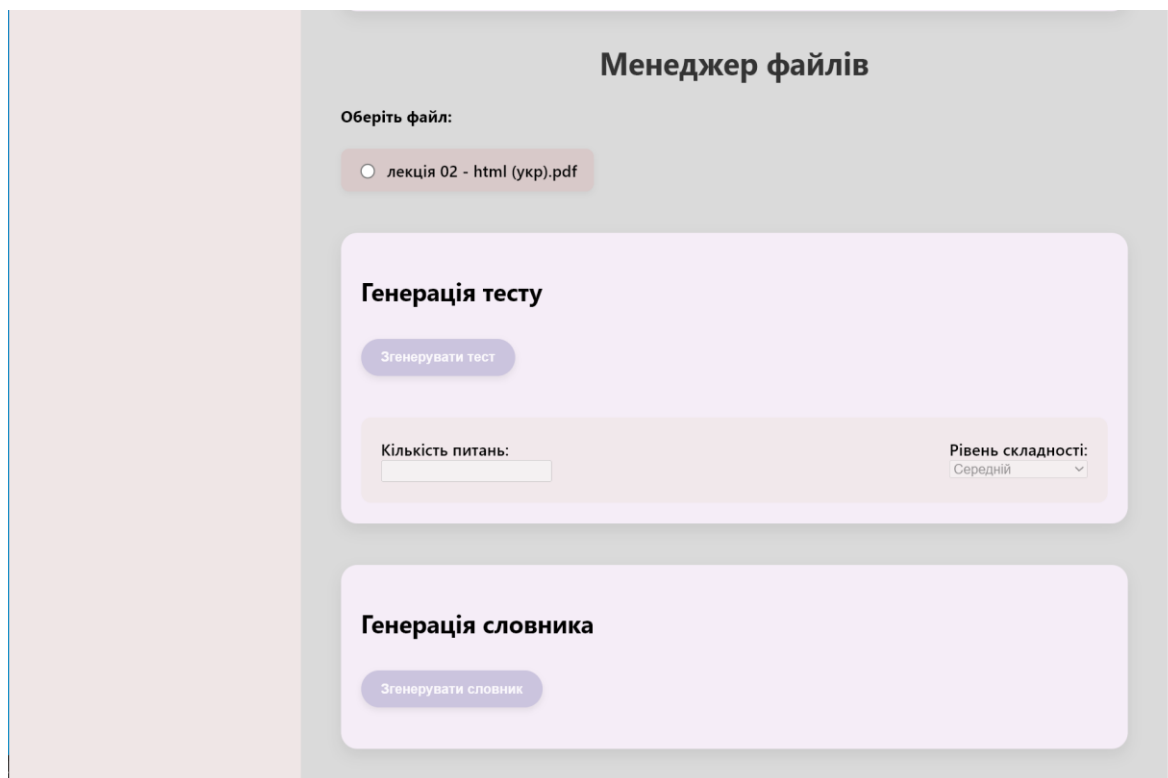 Менеджер файлів
Оберіть файл:
лекція 02 - html (укр).pdf
Генерація тесту
Згенерувати тест
Кількість питань:
Рівень складності:
Середній
Генерація словника
Згенерувати словник